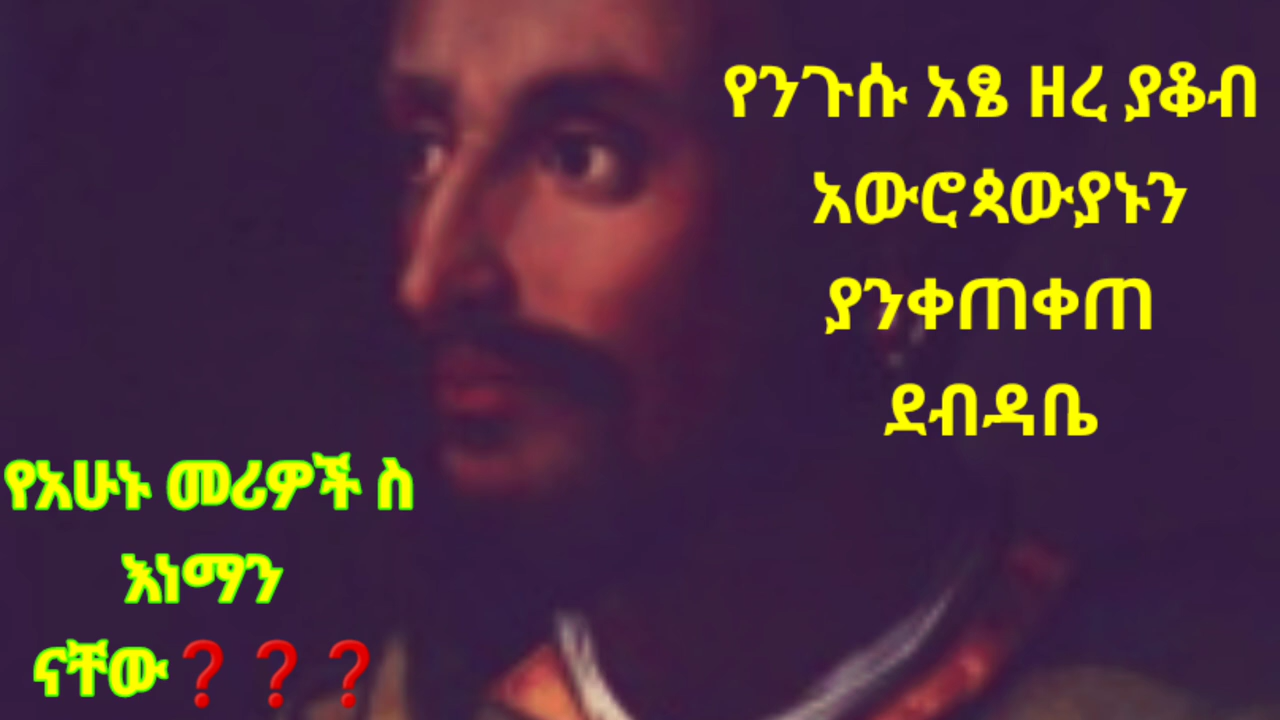 የንጉሱ አፄ ዘረ ያቆብ
አውሮጳውያኑን
ያንቀጠቀጠ
ደብዳቤ
የአሁኑ መሪዎች ስ
እነማን
ናቸው❓❓❓